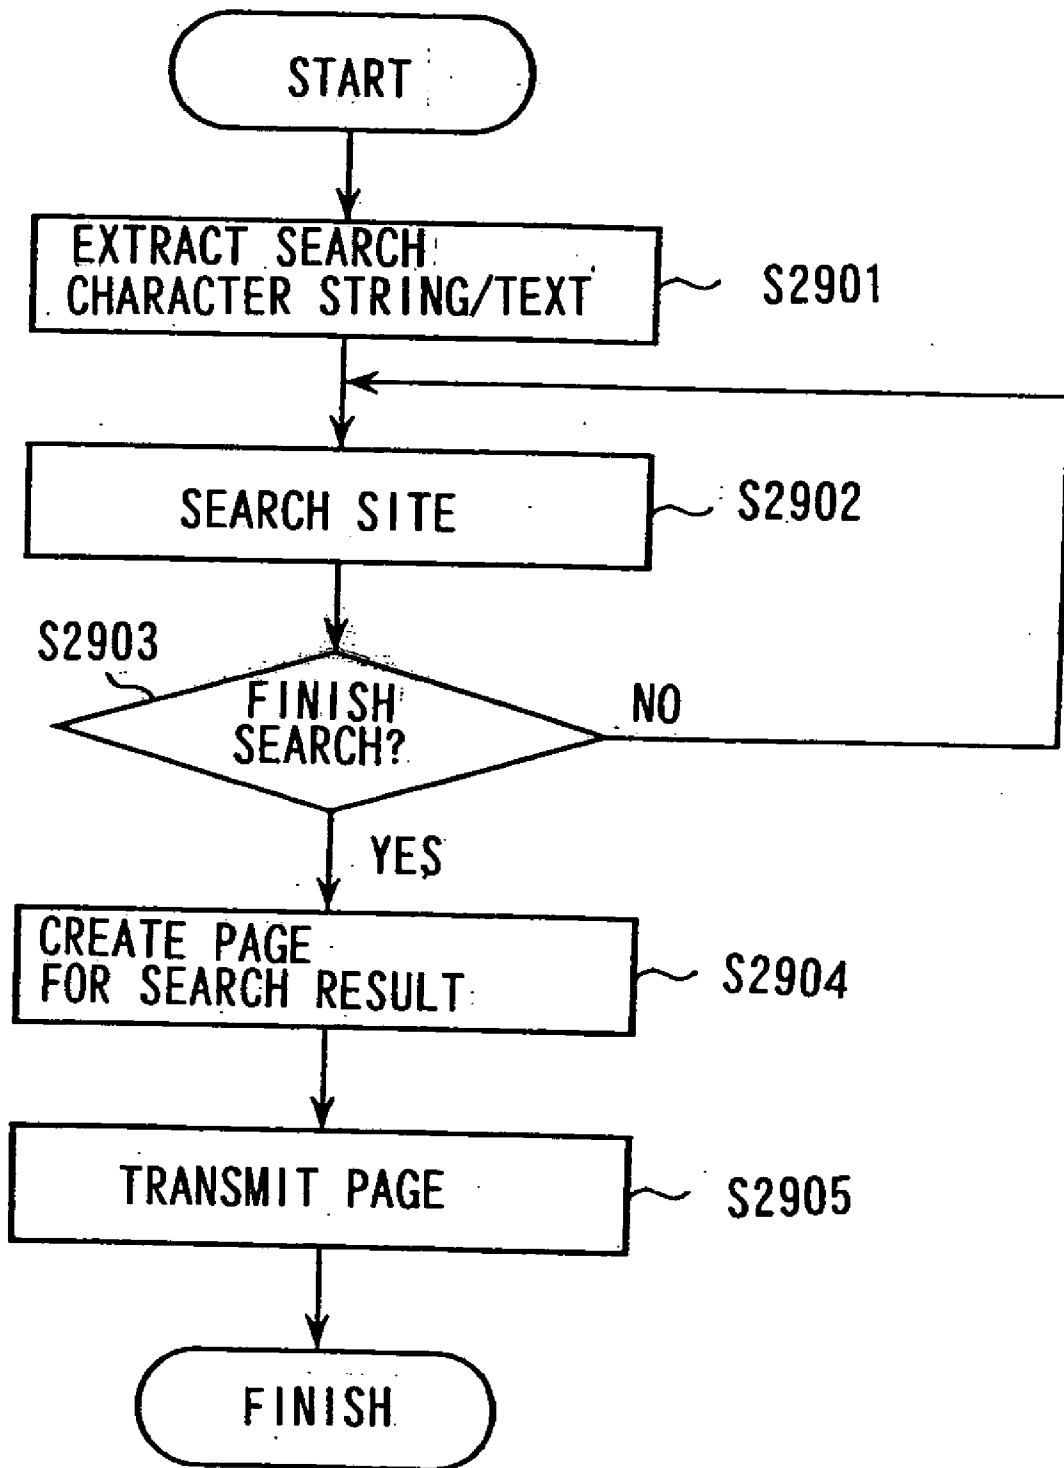 START
EXTRACT SEARCH
CHARACTER STRING/TEXT
S2901
SEARCH SITE
S2902
S2903
FINISH
SEARCH?
NO
YES
CREATE PAGE
FOR SEARCH RESULT
S2904
TRANSMIT PAGE
S2905
FINISH